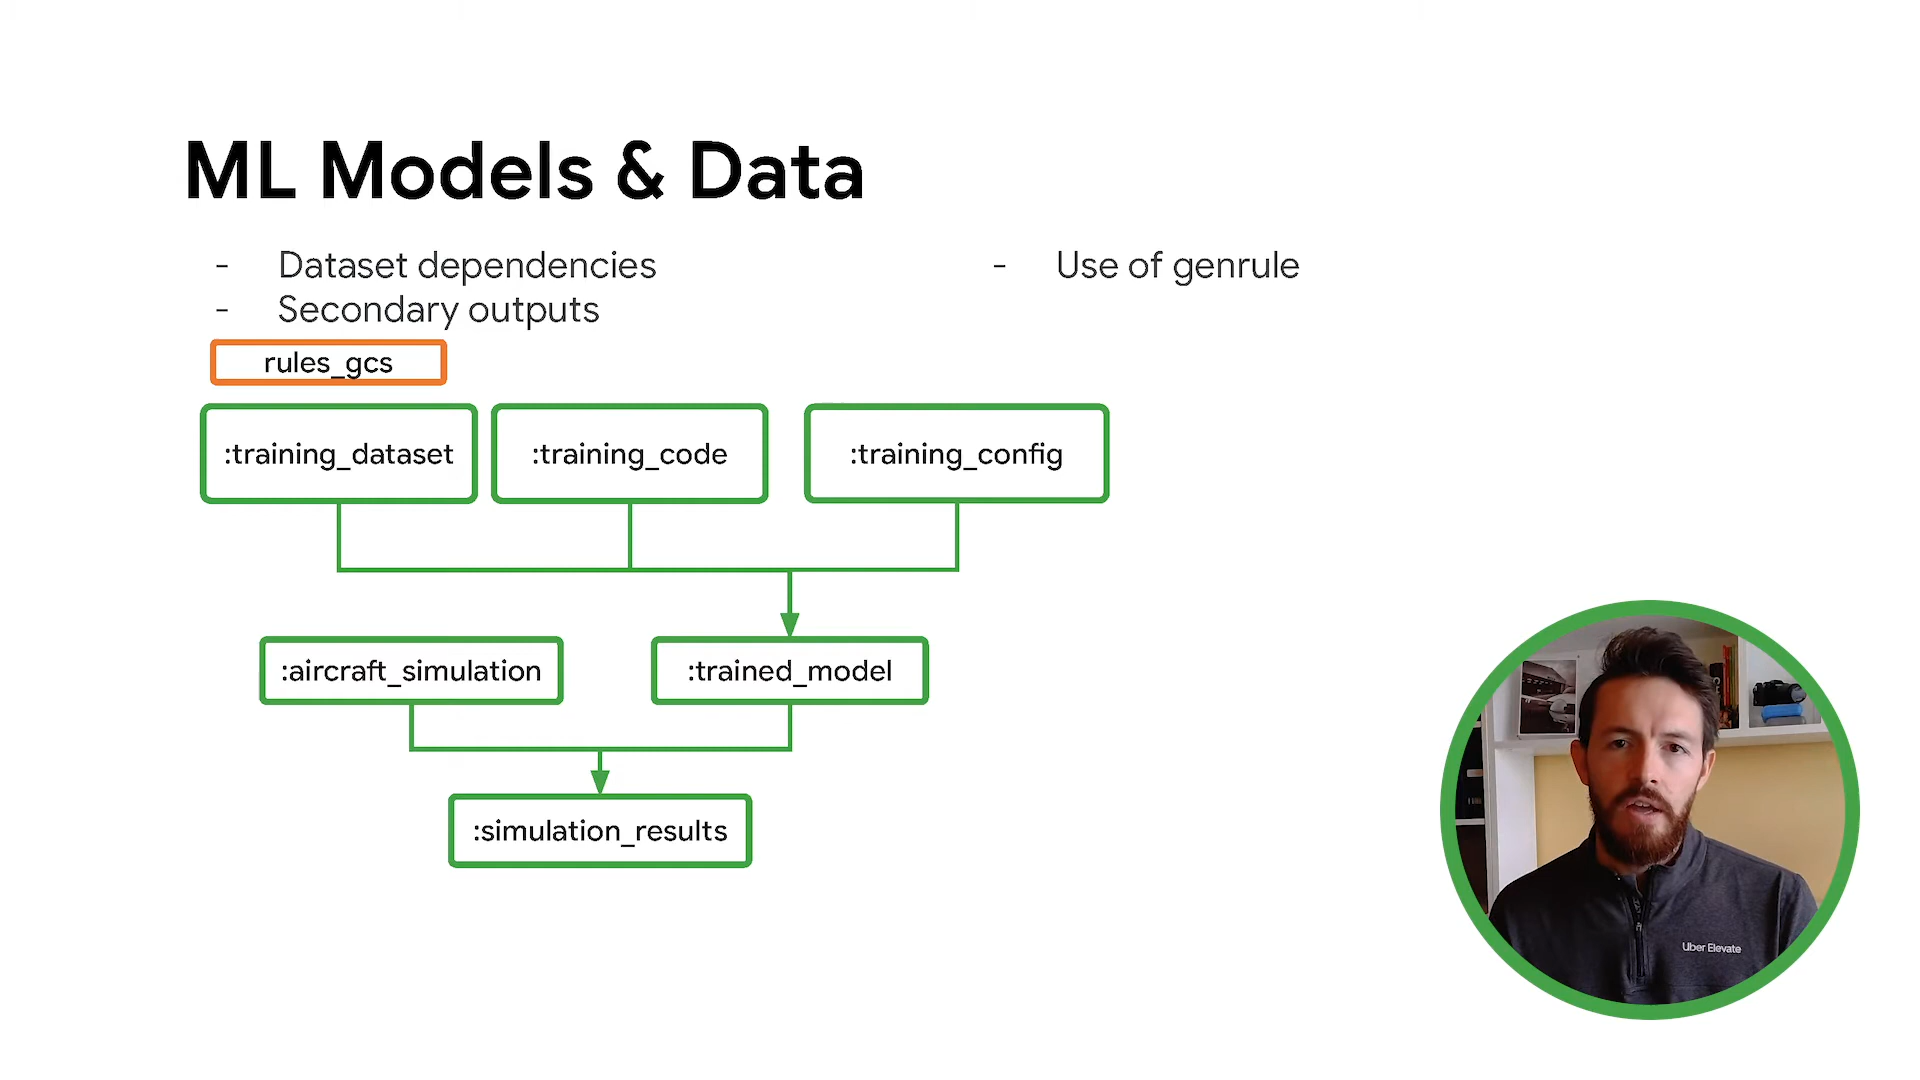 ML Models & Data
- Dataset dependencies
- Secondary outputs
- Use of genrule
rules_gcs
:training_dataset
:training_code
:training_config
:aircraft_simulation
:trained_model
:simulation_results
Uber Elevate